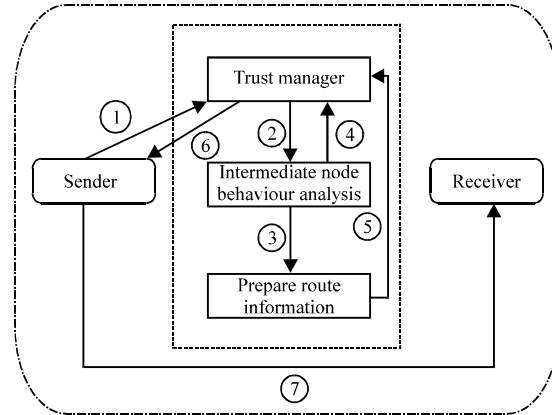 Trust manager
1
2
4
6
Sender
Intermediate node
behaviour analysis
Receiver
3
5
Prepare route
information
7